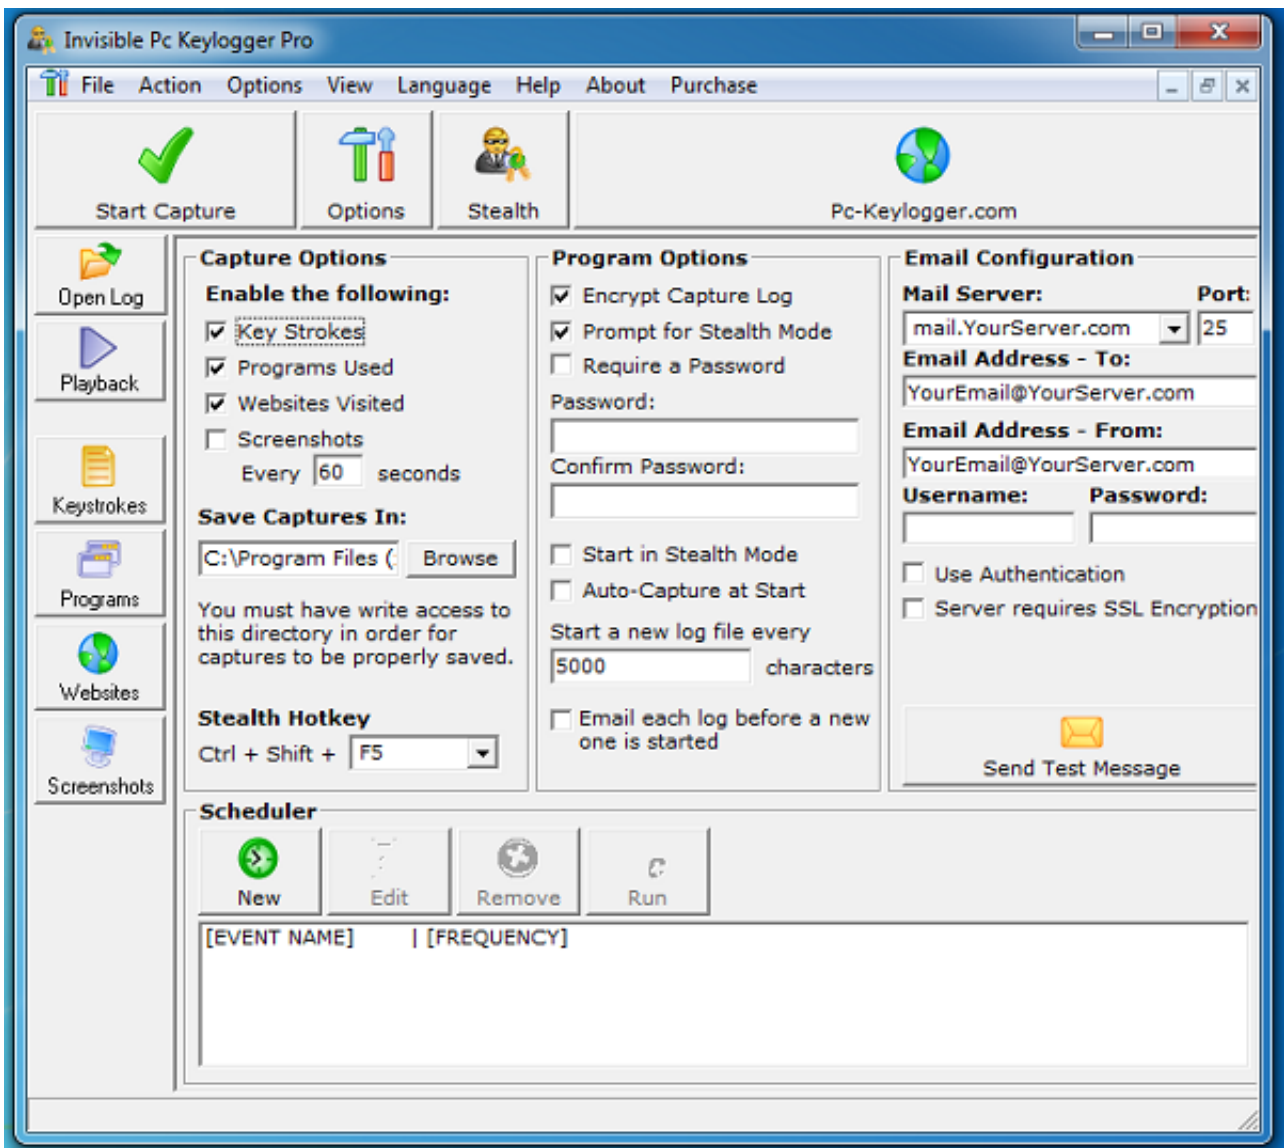 Invisible Pc Keylogger Pro
File Action Options View Language Help About Purchase
Start Capture
Options
Stealth
Pc-Keylogger.com
Open Log
Playback
Keystrokes
Programs
Websites
Screenshots
Capture Options
Enable the following:
Key Strokes
Programs Used
Websites Visited
Screenshots
Every 60 seconds
Save Captures In:
C:\Program Files (
Browse
You must have write access to
this directory in order for
captures to be properly saved.
Stealth Hotkey
Ctrl + Shift + F5
Program Options
Encrypt Capture Log
Prompt for Stealth Mode
Require a Password
Password:
Confirm Password:
Start in Stealth Mode
Auto-Capture at Start
Start a new log file every
5000 characters
Email each log before a new
one is started
Email Configuration
Mail Server: Port:
mail.YourServer.com 25
Email Address - To:
YourEmail@YourServer.com
Email Address - From:
YourEmail@YourServer.com
Username: Password:
Use Authentication
Server requires SSL Encryption
Send Test Message
Scheduler
New
Edit
Remove
Run
[EVENT NAME] | [FREQUENCY]